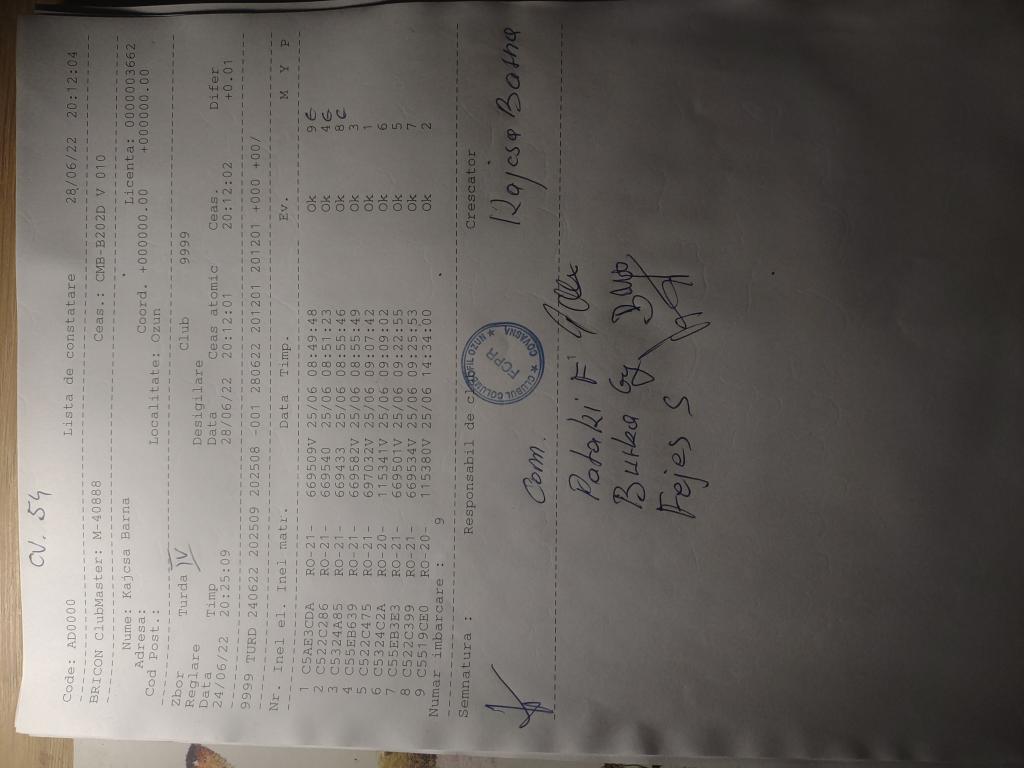 cv. 54
Code: AD0000 Lista de constatare 28/06/22 20:12:04
BRICON ClubMaster: M-40888 Ceas.: CMB-B202D V 010
Nume: Kajcsa Barna Licenta: 0000003662
Adresa: Coord. +000000.00 +0000000.00
Cod Post.: Localitate: Ozun
Zbor Turda IV Club 9999
Reglare Desigilare
Data Timp Data Ceas atomic Ceas. Difer
24/06/22 20:25:09 28/06/22 20:12:01 20:12:02 +0:01
9999 TURD 240622 202509 202508 -001 280622 201201 201201 +000 +00/
Nr. Inel el. Inel matr. Data Timp. Ev. M Y P
1 C5AE3CDA RO-21- 669509V 25/06 08:49:48 Ok 9 C
2 C522C286 RO-21- 669540 25/06 08:51:23 Ok 4 C
3 C5324A85 RO-21- 669433 25/06 08:55:46 Ok 8 C
4 C55EB639 RO-21- 669582V 25/06 08:55:49 Ok 3
5 C522C475 RO-21- 697032V 25/06 09:07:42 Ok 1
6 C5324C2A RO-20- 115341V 25/06 09:09:02 Ok 6
7 C55EB3E3 RO-21- 669501V 25/06 09:22:55 Ok 5
8 C522C399 RO-21- 669534V 25/06 09:25:53 Ok 7
9 C5519CE0 RO-20- 115380V 25/06 14:34:00 Ok 2
Numar imbarcare : 9
Semnatura : Responsabil de c Crescator
CLUBUL COLUMBOFIL OZUN ★ COVASNA ★
FCPR
Kajcsa Barna
Com.
Pataki F
Bunka Gy
Fejes S